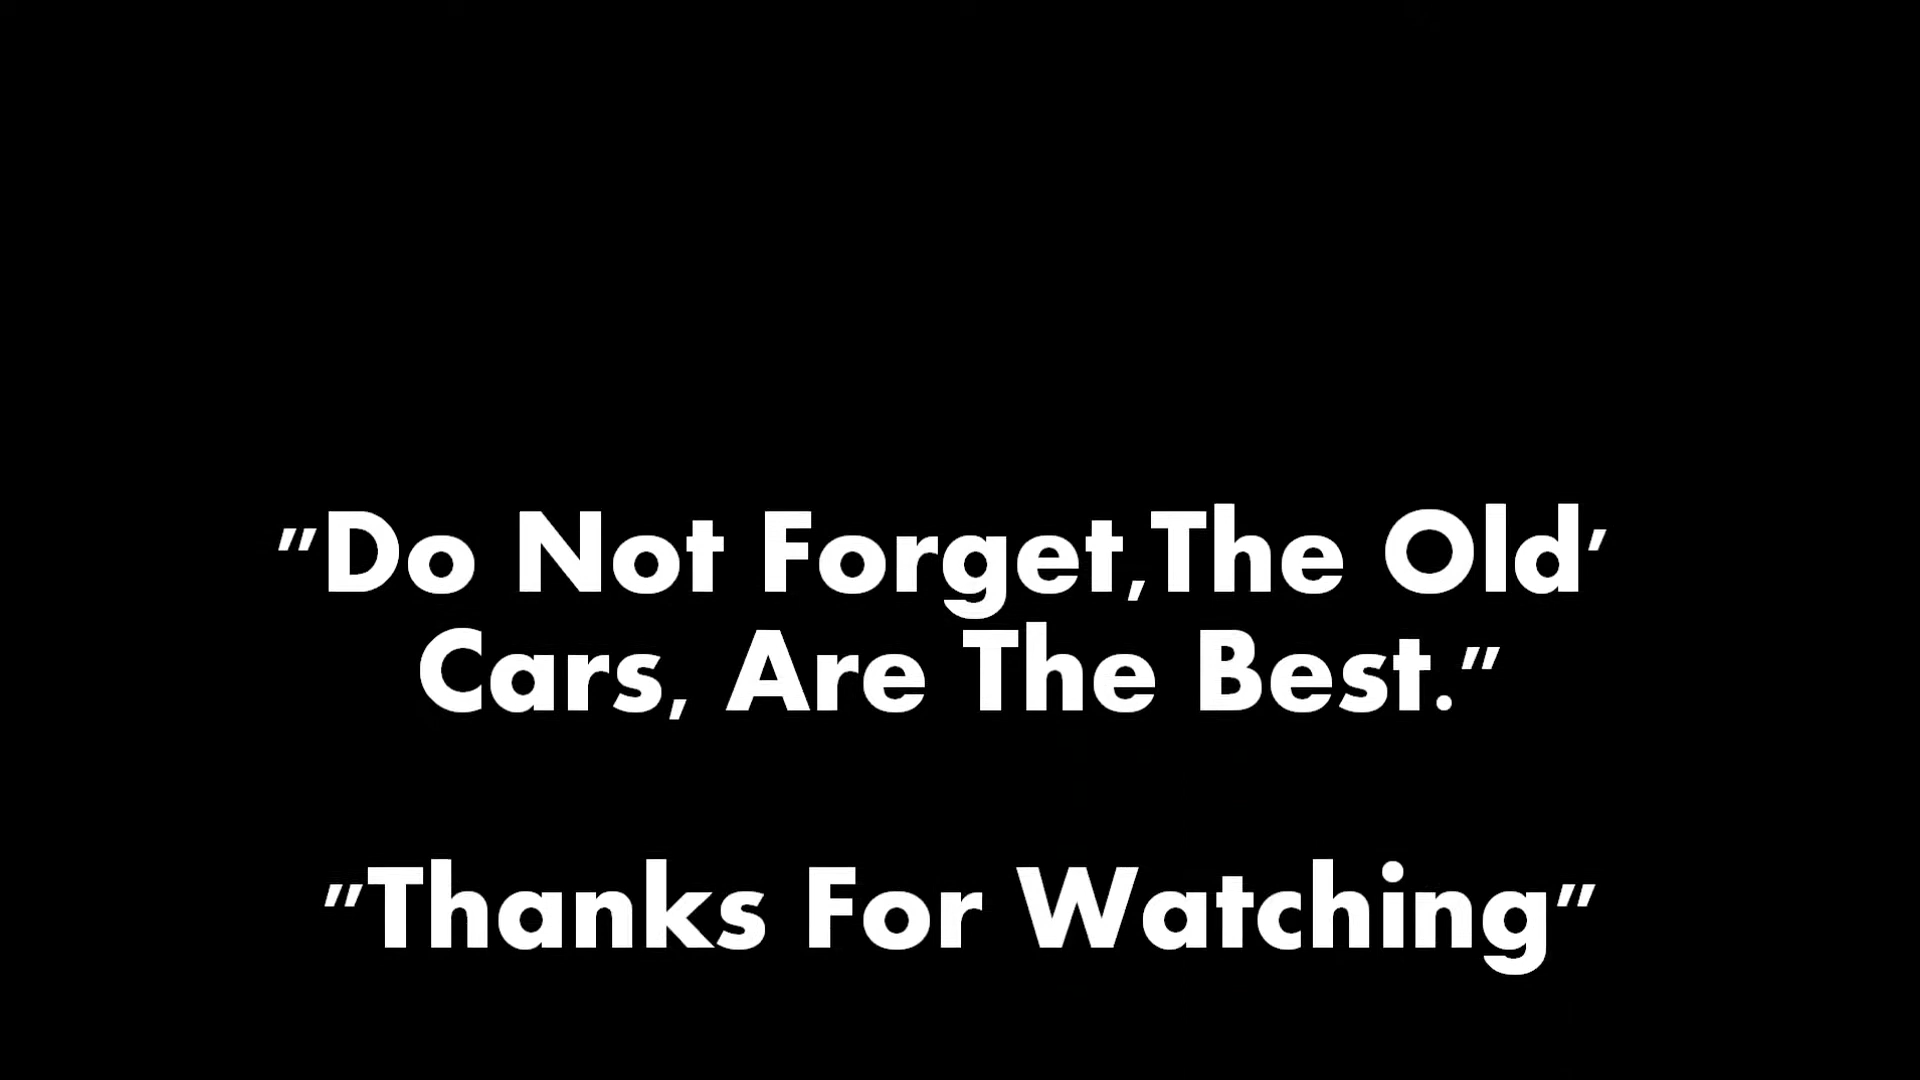 "Do Not Forget,The Old'
Cars, Are The Best."
"Thanks For Watching"